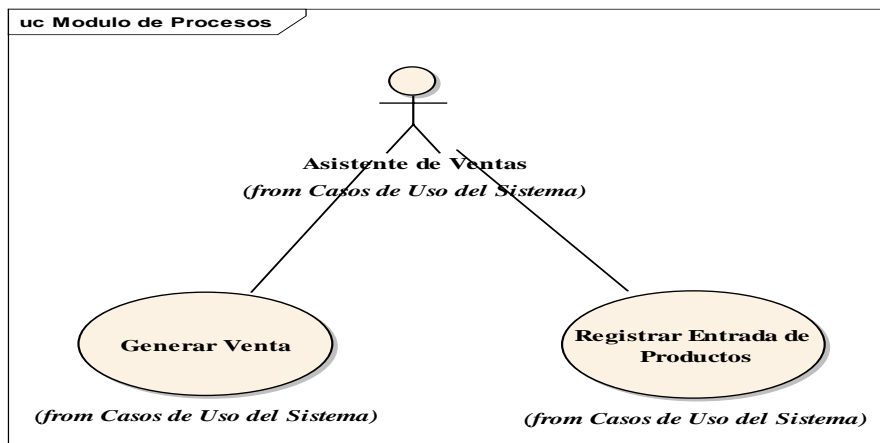 uc Modulo de Procesos
Asistente de Ventas
(from Casos de Uso del Sistema)
Generar Venta
(from Casos de Uso del Sistema)
Registrar Entrada de
Productos
(from Casos de Uso del Sistema)